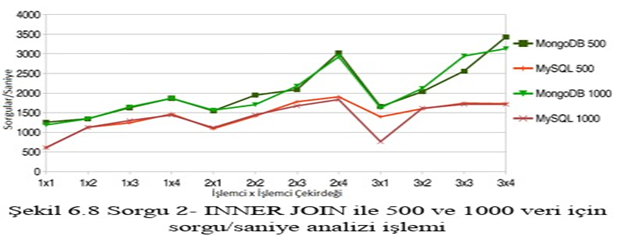 4000
3500
3000
2500
2000
1500
1000
500
0
Sorgular/Saniye
1x1 1x2 1x3 1x4 2x1 2x2 2x3 2x4 3x1 3x2 3x3 3x4
İşlemci x İşlemci Çekirdeği
MongoDB 500
MySQL 500
MongoDB 1000
MySQL 1000
Şekil 6.8 Sorgu 2- INNER JOIN ile 500 ve 1000 veri için
sorgu/saniye analizi işlemi